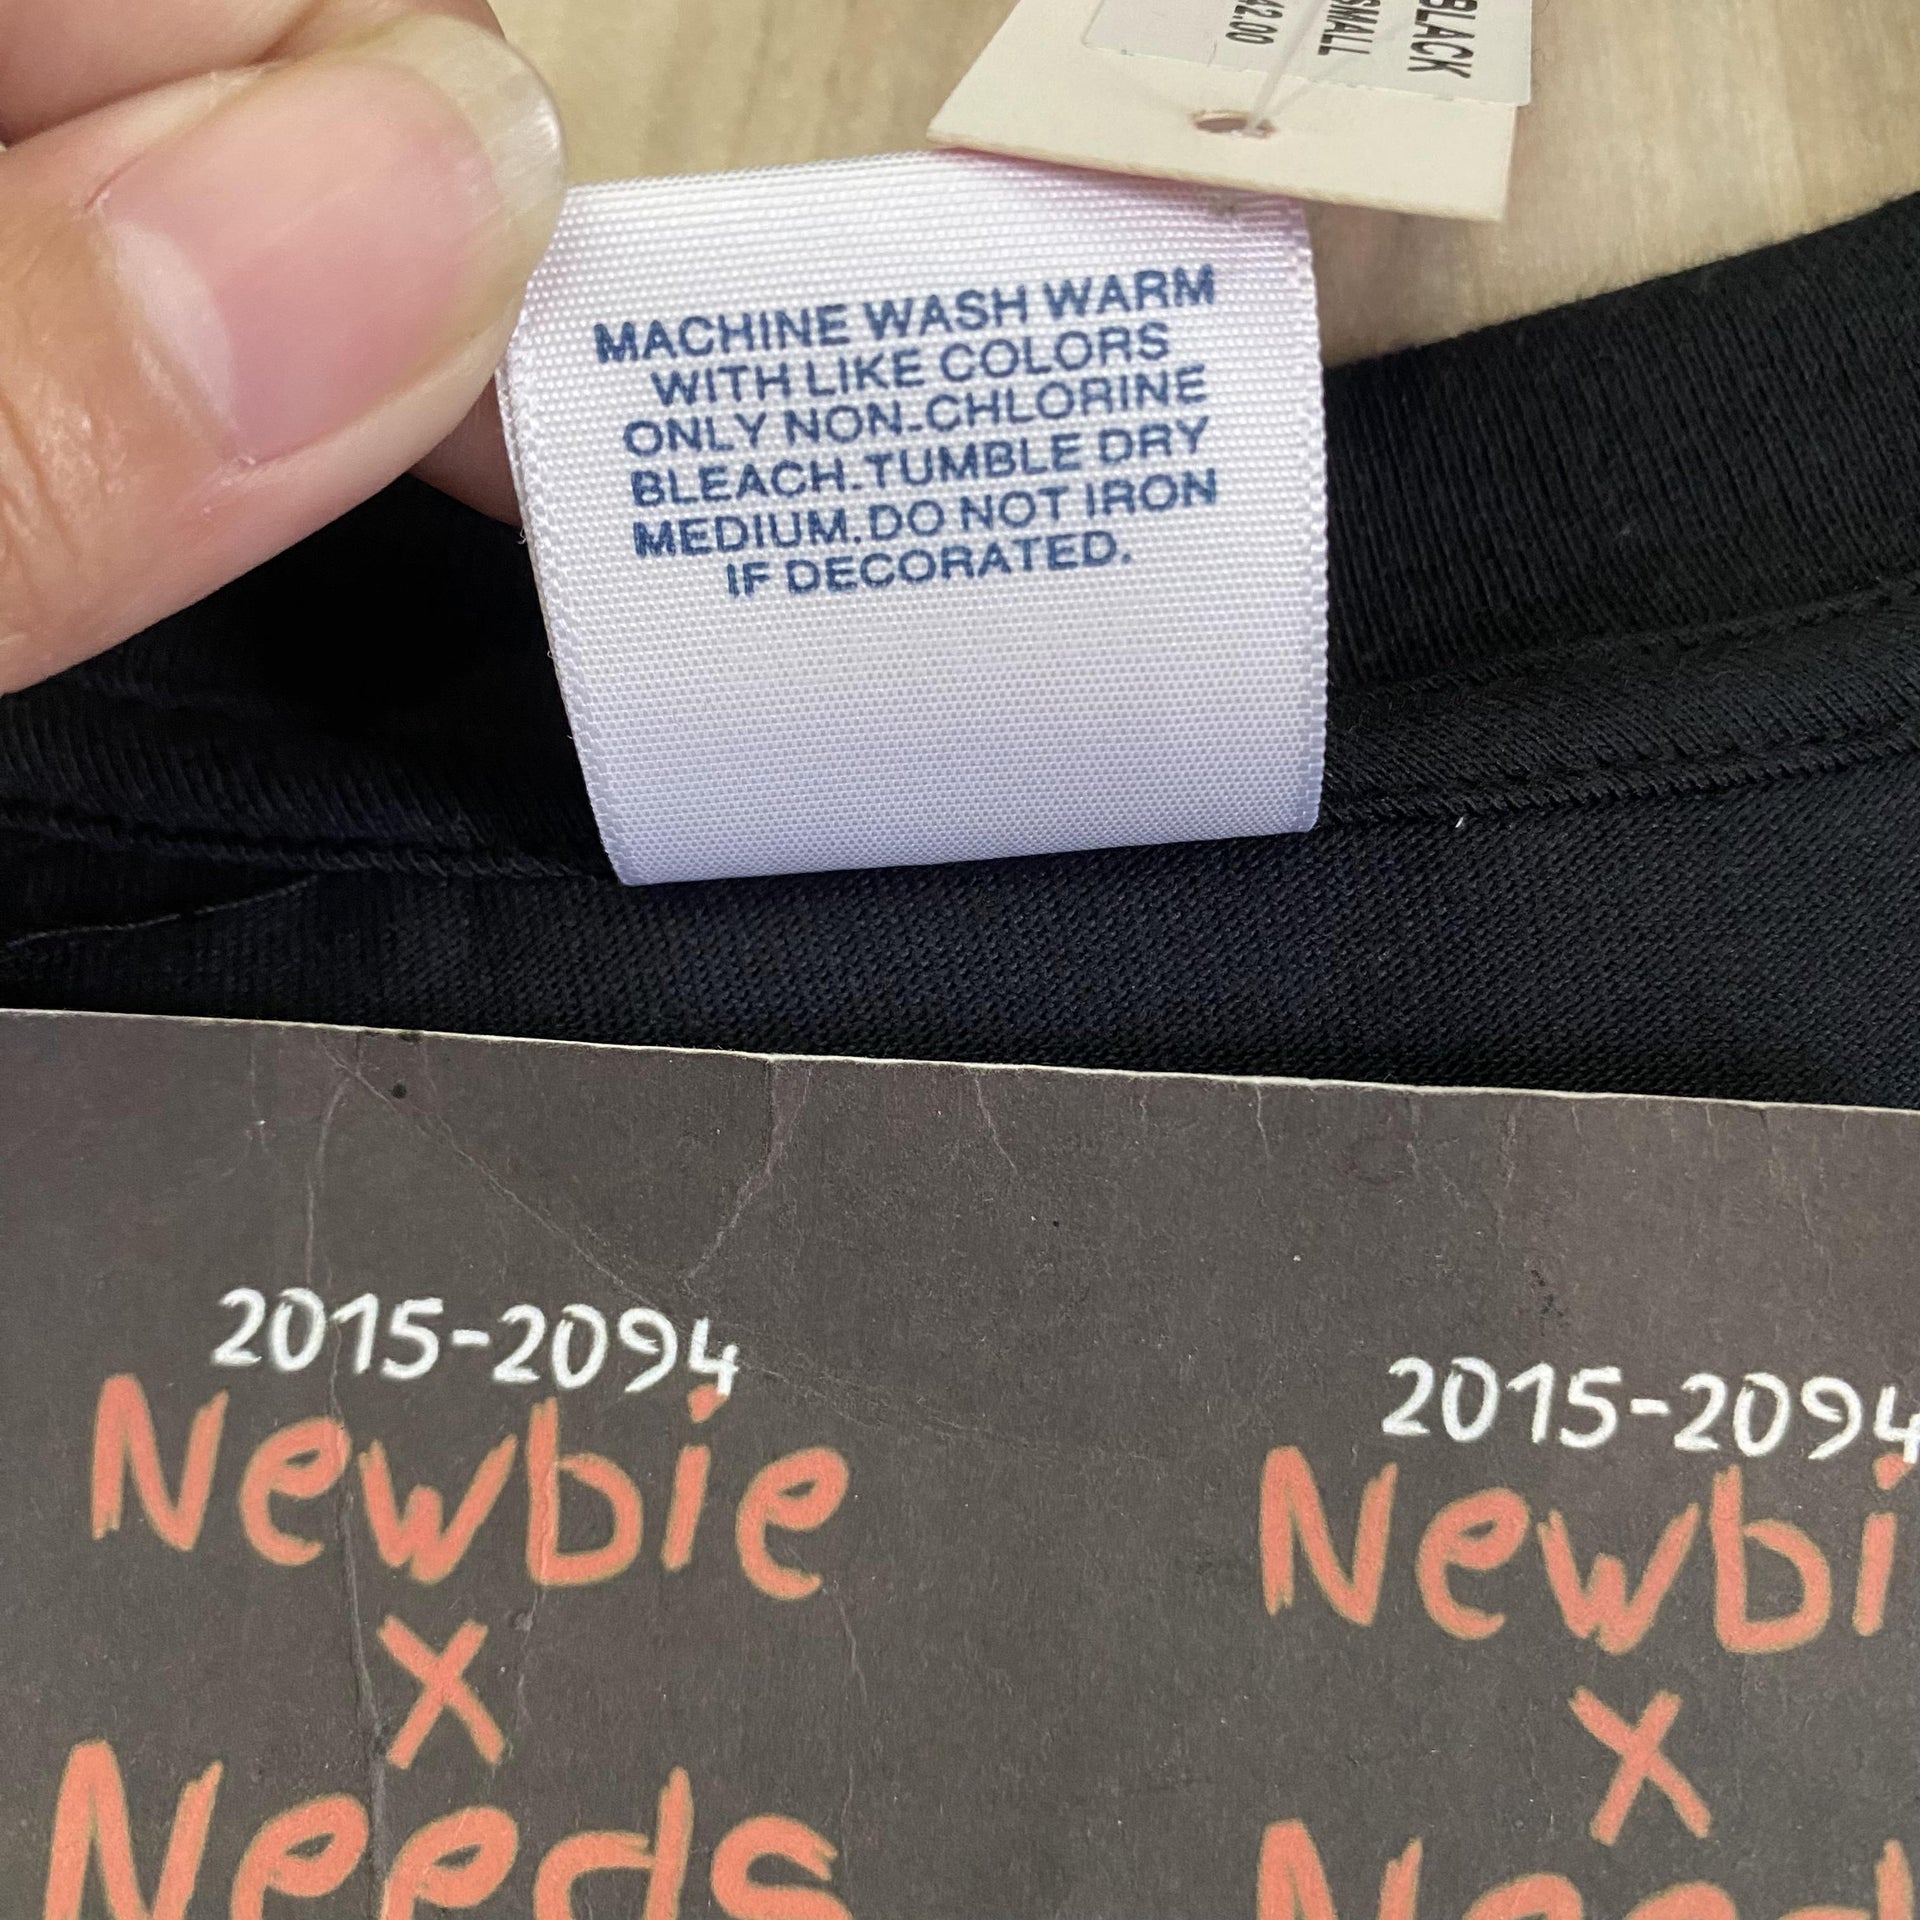 BLACK
SMALL
MACHINE WASH WARM
WITH LIKE COLORS
ONLY NON-CHLORINE
BLEACH.TUMBLE DRY
MEDIUM.DO NOT IRON
IF DECORATED.
2015-2094
Newbie
x
Needs
2015-2094
Newbi
x